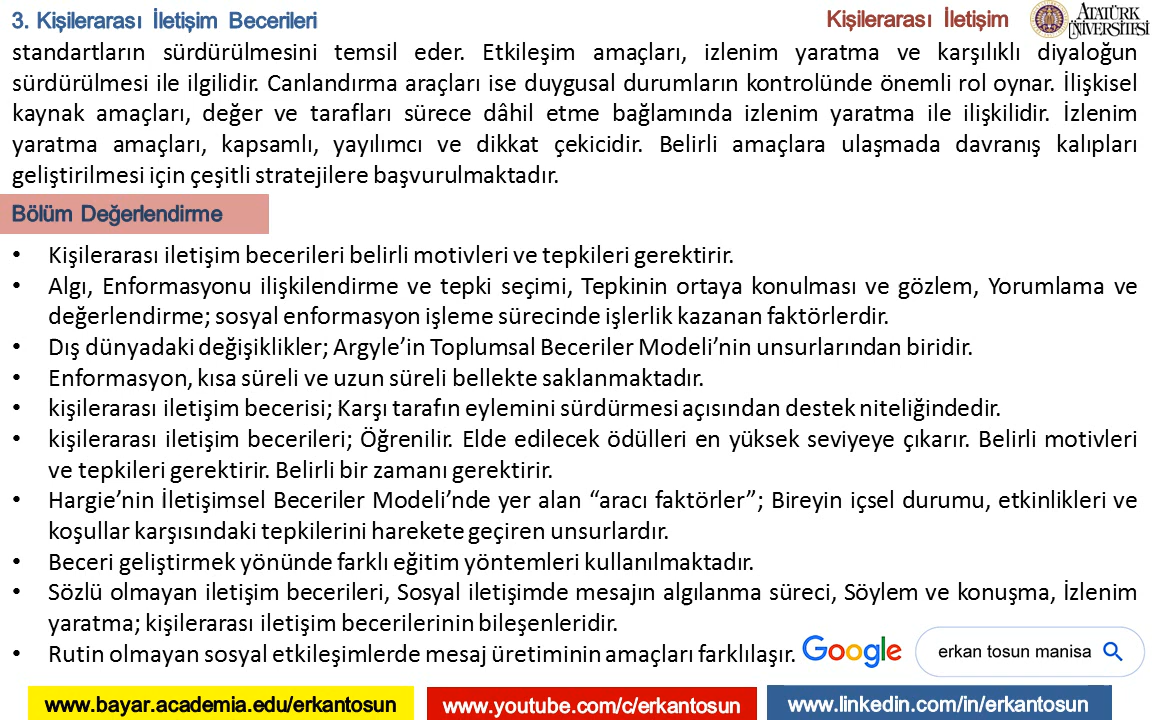 3. Kişilerarası İletişim Becerileri
Kişilerarası İletişim
ATATÜRK
ÜNİVERSİTESİ
standartların sürdürülmesini temsil eder. Etkileşim amaçları, izlenim yaratma ve karşılıklı diyaloğun
sürdürülmesi ile ilgilidir. Canlandırma araçları ise duygusal durumların kontrolünde önemli rol oynar. İlişkisel
kaynak amaçları, değer ve tarafları sürece dâhil etme bağlamında izlenim yaratma ile ilişkilidir. İzlenim
yaratma amaçları, kapsamlı, yayılımcı ve dikkat çekicidir. Belirli amaçlara ulaşmada davranış kalıpları
geliştirilmesi için çeşitli stratejilere başvurulmaktadır.
Bölüm Değerlendirme
• Kişilerarası iletişim becerileri belirli motivleri ve tepkileri gerektirir.
• Algı, Enformasyonu ilişkilendirme ve tepki seçimi, Tepkinin ortaya konulması ve gözlem, Yorumlama ve
değerlendirme; sosyal enformasyon işleme sürecinde işlerlik kazanan faktörlerdir.
• Dış dünyadaki değişiklikler; Argyle’in Toplumsal Beceriler Modeli’nin unsurlarından biridir.
• Enformasyon, kısa süreli ve uzun süreli bellekte saklanmaktadır.
• kişilerarası iletişim becerisi; Karşı tarafın eylemini sürdürmesi açısından destek niteliğindedir.
• kişilerarası iletişim becerileri; Öğrenilir. Elde edilecek ödülleri en yüksek seviyeye çıkarır. Belirli motivleri
ve tepkileri gerektirir. Belirli bir zamanı gerektirir.
• Hargie’nin İletişimsel Beceriler Modeli’nde yer alan “aracı faktörler”; Bireyin içsel durumu, etkinlikleri ve
koşullar karşısındaki tepkilerini harekete geçiren unsurlardır.
• Beceri geliştirmek yönünde farklı eğitim yöntemleri kullanılmaktadır.
• Sözlü olmayan iletişim becerileri, Sosyal iletişimde mesajın algılanma süreci, Söylem ve konuşma, İzlenim
yaratma; kişilerarası iletişim becerilerinin bileşenleridir.
• Rutin olmayan sosyal etkileşimlerde mesaj üretiminin amaçları farklılaşır.
Google
erkan tosun manisa
www.bayar.academia.edu/erkantosun
www.youtube.com/c/erkantosun
www.linkedin.com/in/erkantosun